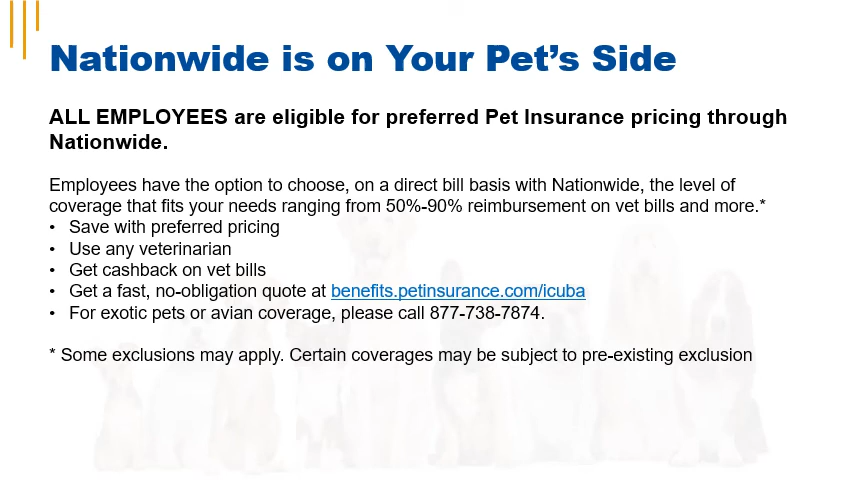 Nationwide is on Your Pet’s Side
ALL EMPLOYEES are eligible for preferred Pet Insurance pricing through
Nationwide.
Employees have the option to choose, on a direct bill basis with Nationwide, the level of
coverage that fits your needs ranging from 50%-90% reimbursement on vet bills and more.*
• Save with preferred pricing
• Use any veterinarian
• Get cashback on vet bills
• Get a fast, no-obligation quote at benefits.petinsurance.com/icuba
• For exotic pets or avian coverage, please call 877-738-7874.
* Some exclusions may apply. Certain coverages may be subject to pre-existing exclusion